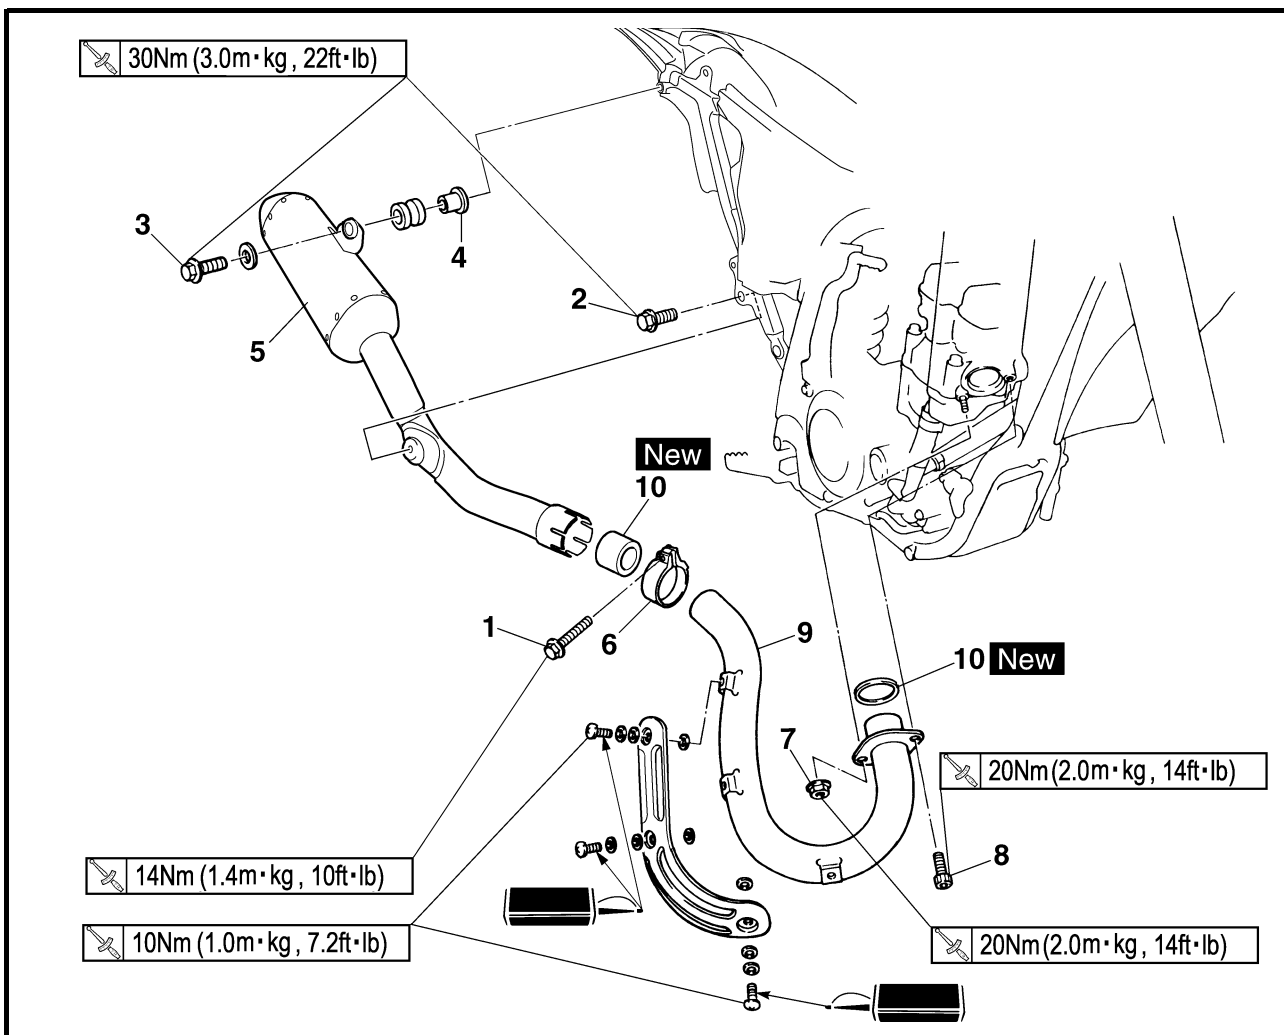 30Nm (3.0m·kg, 22ft·lb)
3
4
2
5
New
10
1
6
9
10 New
7
20Nm (2.0m·kg, 14ft·lb)
8
14Nm (1.4m·kg, 10ft·lb)
10Nm (1.0m·kg, 7.2ft·lb)
20Nm (2.0m·kg, 14ft·lb)